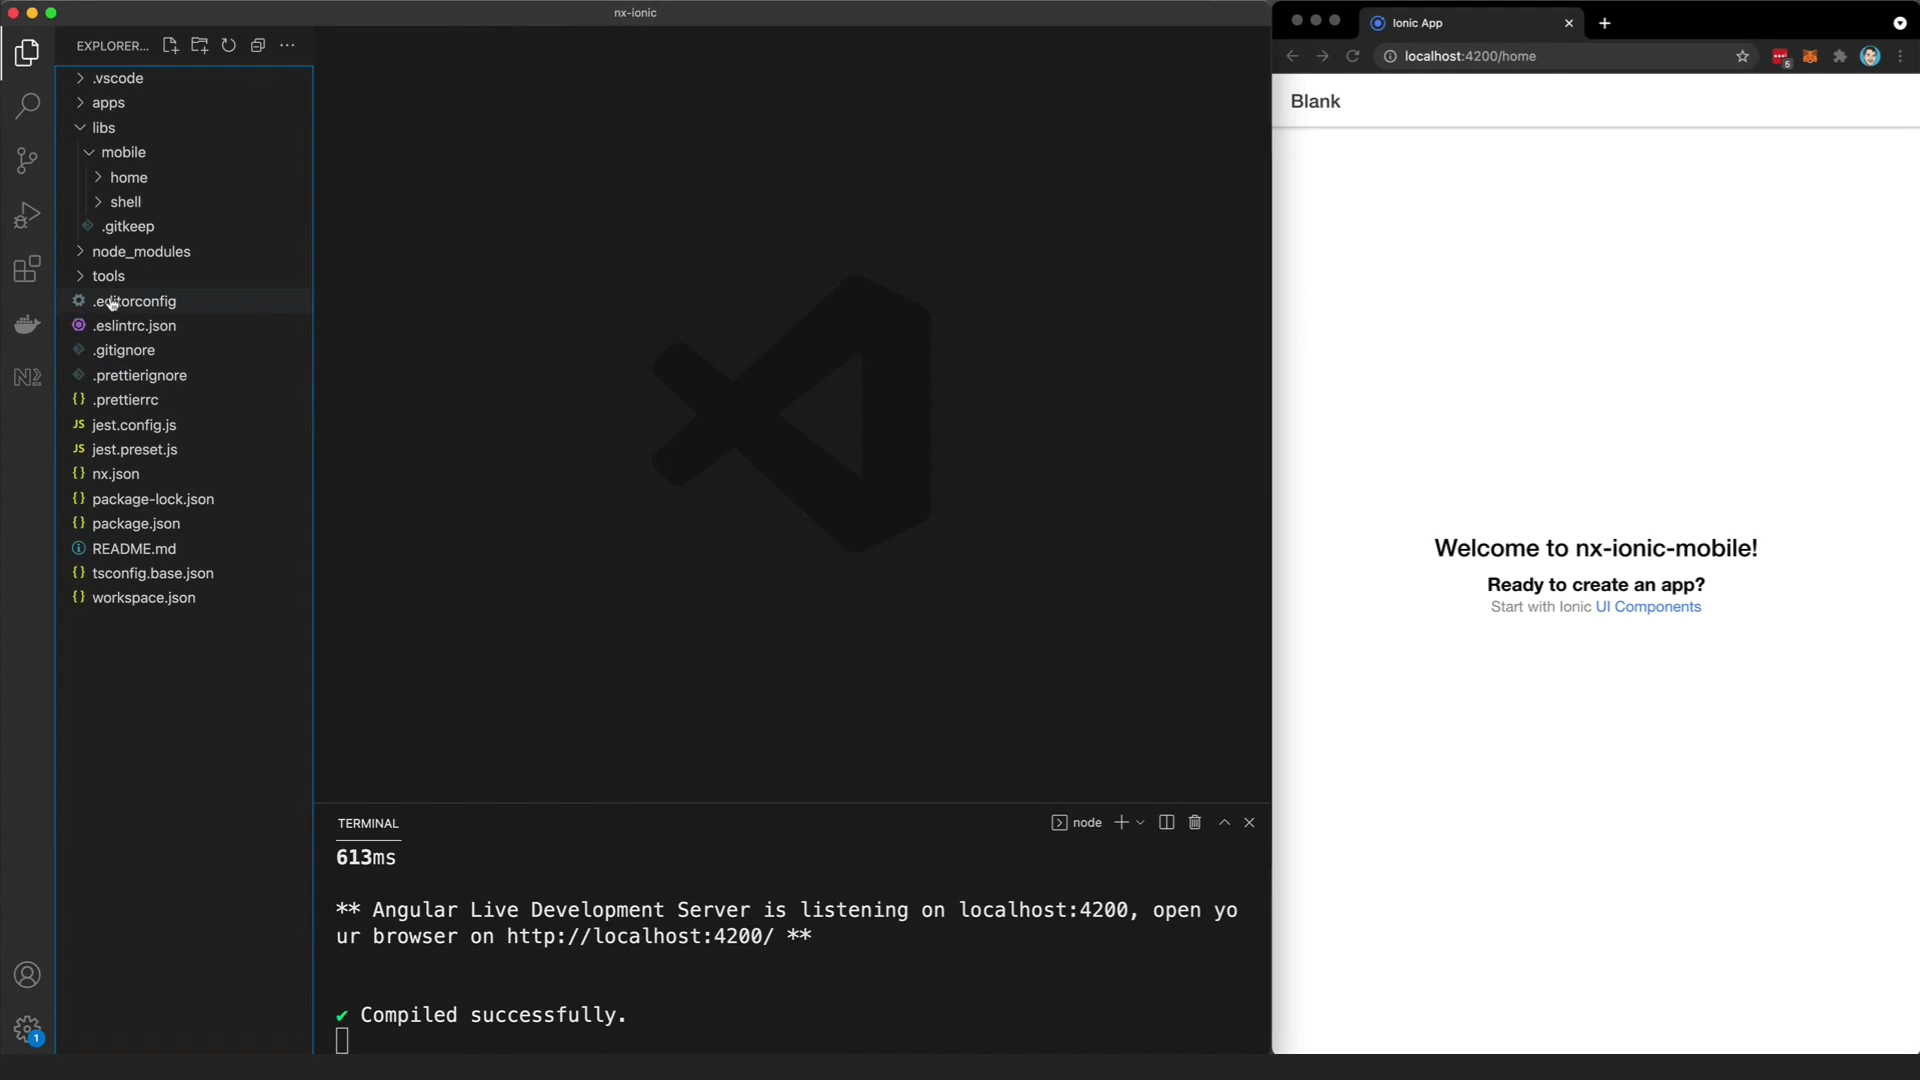 nx-ionic
EXPLORER...
.vscode
apps
libs
mobile
home
shell
.gitkeep
node_modules
tools
.editorconfig
.eslintrc.json
.gitignore
.prettierignore
{ } .prettierrc
JS jest.config.js
JS jest.preset.js
{ } nx.json
{ } package-lock.json
{ } package.json
README.md
{ } tsconfig.base.json
{ } workspace.json
1
TERMINAL
node
613ms
** Angular Live Development Server is listening on localhost:4200, open yo
ur browser on http://localhost:4200/ **
✔ Compiled successfully.
Ionic App
localhost:4200/home
5
Blank
Welcome to nx-ionic-mobile!
Ready to create an app?
Start with Ionic UI Components